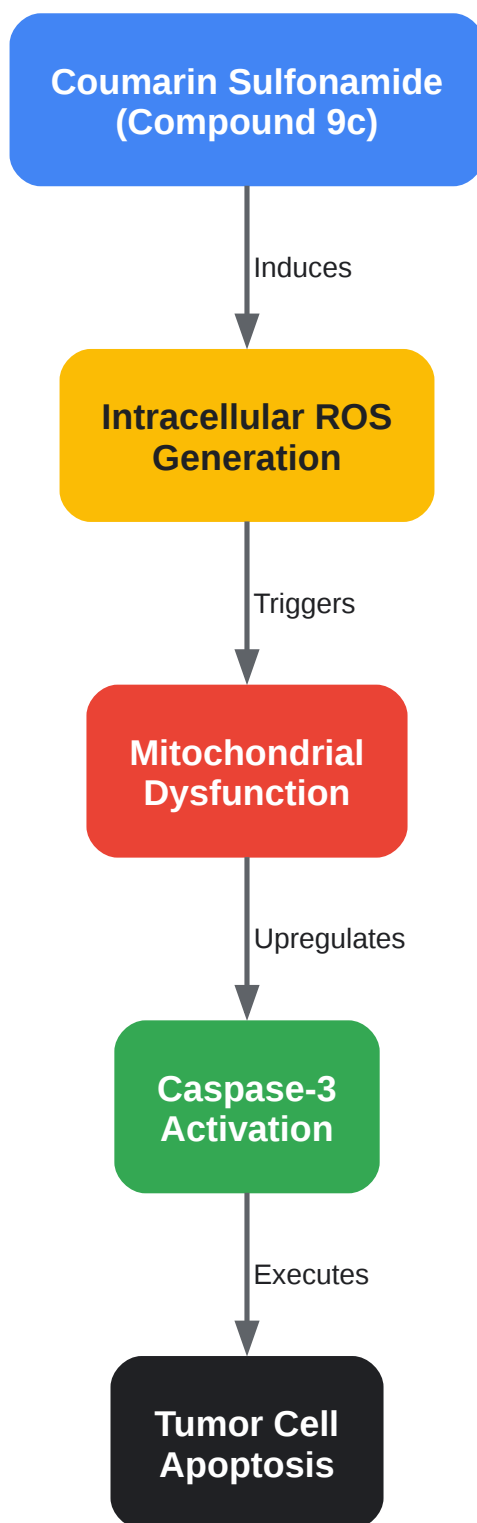 Coumarin Sulfonamide
(Compound 9c)
Induces
Intracellular ROS
Generation
Triggers
Mitochondrial
Dysfunction
Upregulates
Caspase-3
Activation
Executes
Tumor Cell
Apoptosis